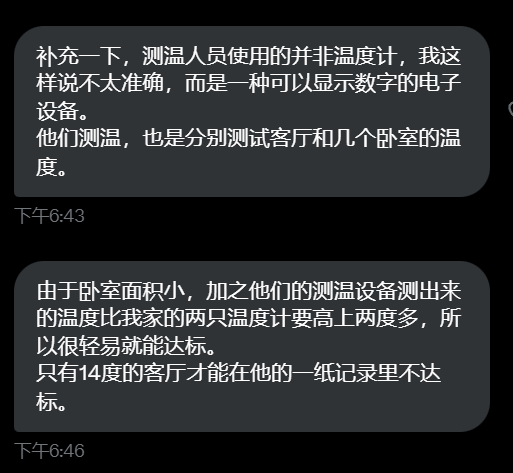 补充一下，测温人员使用的并非温度计，我这
样说不太准确，而是一种可以显示数字的电子
设备。
他们测温，也是分别测试客厅和几个卧室的温
度。
下午6:43
由于卧室面积小，加之他们的测温设备测出来
的温度比我家的两只温度计要高上两度多，所
以很轻易就能达标。
只有14度的客厅才能在他的一纸记录里不达
标。
下午6:46